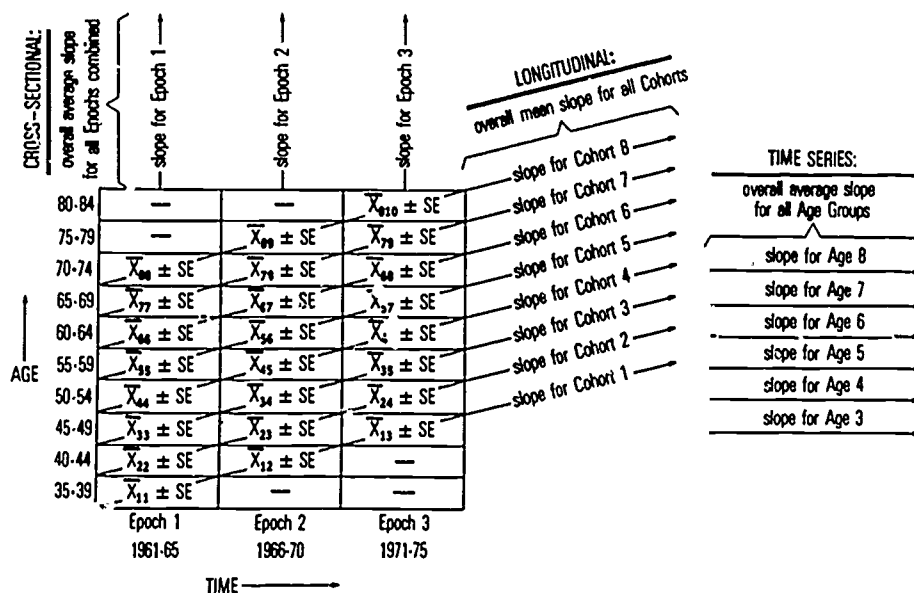 CROSS-SECTIONAL:
overall average slope
for all Epochs combined
slope for Epoch 1
slope for Epoch 2
slope for Epoch 3
LONGITUDINAL:
overall mean slope for all Cohorts
slope for Cohort 8
slope for Cohort 7
slope for Cohort 6
slope for Cohort 5
slope for Cohort 4
slope for Cohort 3
slope for Cohort 2
slope for Cohort 1
TIME SERIES:
overall average slope
for all Age Groups
slope for Age 8
slope for Age 7
slope for Age 6
slope for Age 5
slope for Age 4
slope for Age 3
AGE
80-84 — — X̅₈₁₀ ± SE
75-79 — X̅₈₉ ± SE X̅₇₉ ± SE
70-74 X̅₈₈ ± SE X̅₇₈ ± SE X̅₆₈ ± SE
65-69 X̅₇₇ ± SE X̅₆₇ ± SE ± SE
60-64 X̅₆₆ ± SE X̅₅₆ ± SE ± SE
55-59 X̅₅₅ ± SE X̅₄₅ ± SE X̅₃₅ ± SE
50-54 X̅₄₄ ± SE X̅₃₄ ± SE X̅₂₄ ± SE
45-49 X̅₃₃ ± SE X̅₂₃ ± SE X̅₁₃ ± SE
40-44 X̅₂₂ ± SE X̅₁₂ ± SE —
35-39 X̅₁₁ ± SE — —
Epoch 1 Epoch 2 Epoch 3
1961-65 1966-70 1971-75
TIME